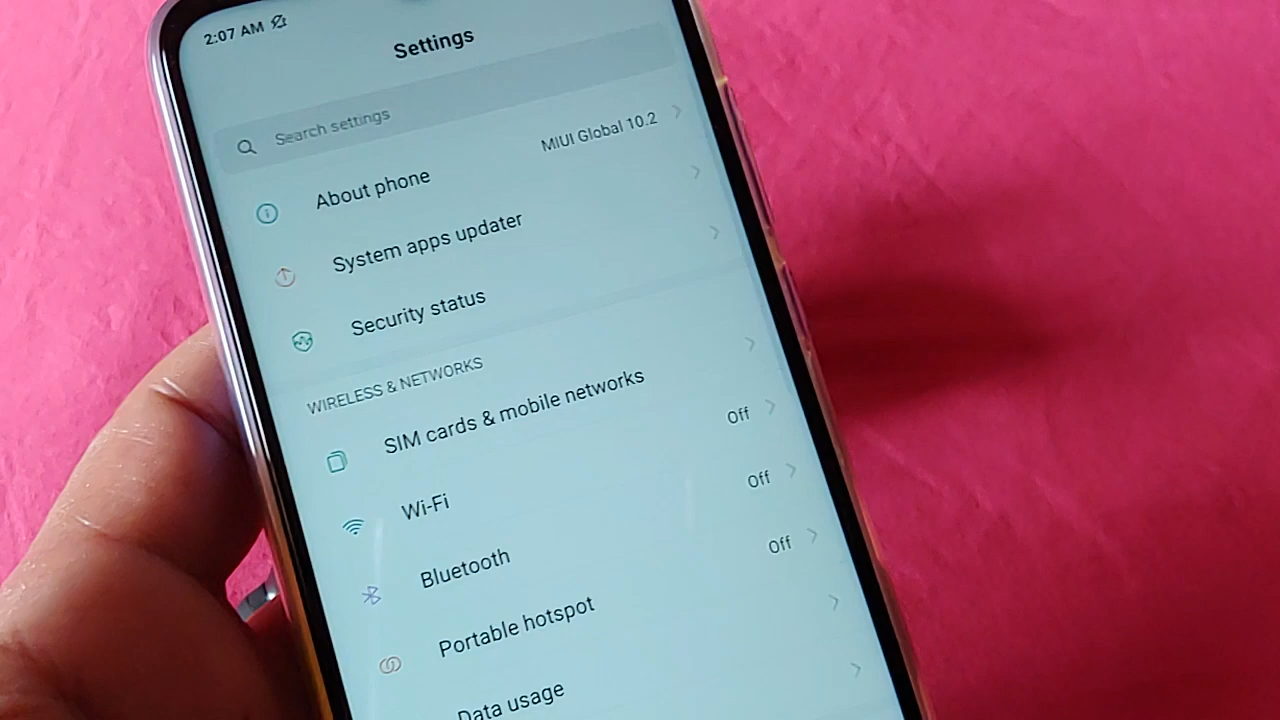 2:07 AM
Settings
Search settings
About phone MIUI Global 10.2
System apps updater
Security status
WIRELESS & NETWORKS
SIM cards & mobile networks
Wi-Fi Off
Bluetooth Off
Portable hotspot Off
Data usage